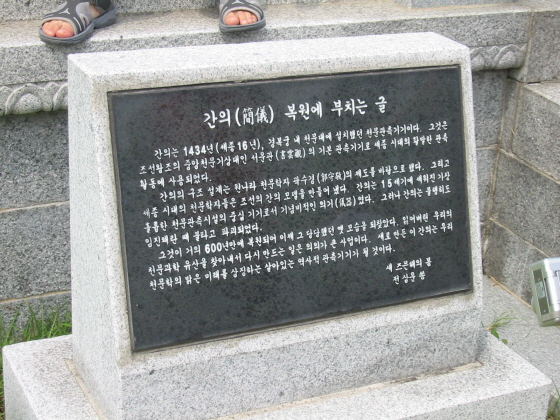 간의(簡儀) 복원에 부치는 글
간의는 1434년(세종16년), 경복궁 내 천문대에 설치했던 천문관측기기이다. 그것은
조선왕조의 중앙천문기상대인 서운관(書雲觀)의 기본 관측기기로 세종 시대의 활발한 관측
활동에 사용되었다.
간의의 구조 설계는 원나라 천문학자 곽수경(郭守敬)의 제도를 바탕으로 했다. 그리고
세종 시대의 천문학자들은 조선의 간의 모델을 만들어 냈다. 간의는 15세기에 세워진 가장
훌륭한 천문관측시설의 중심 기기로서 기념비적인 의기(儀器)였다. 그러나 간의는 불행히도
임진왜란 때 불타고 파괴되었다.
그것이 거의 600년만에 복원되어 이제 그 당당했던 옛 모습을 되찾았다. 잃어버린 우리의
천문과학 유산을 찾아내서 다시 만드는 일은 의의가 큰 사업이다. 새로 만든 이 간의는 우리
천문학의 밝은 미래를 상징하는 살아있는 역사적 관측기기가 될 것이다.
새 즈믄해의 봄
전상운 씀